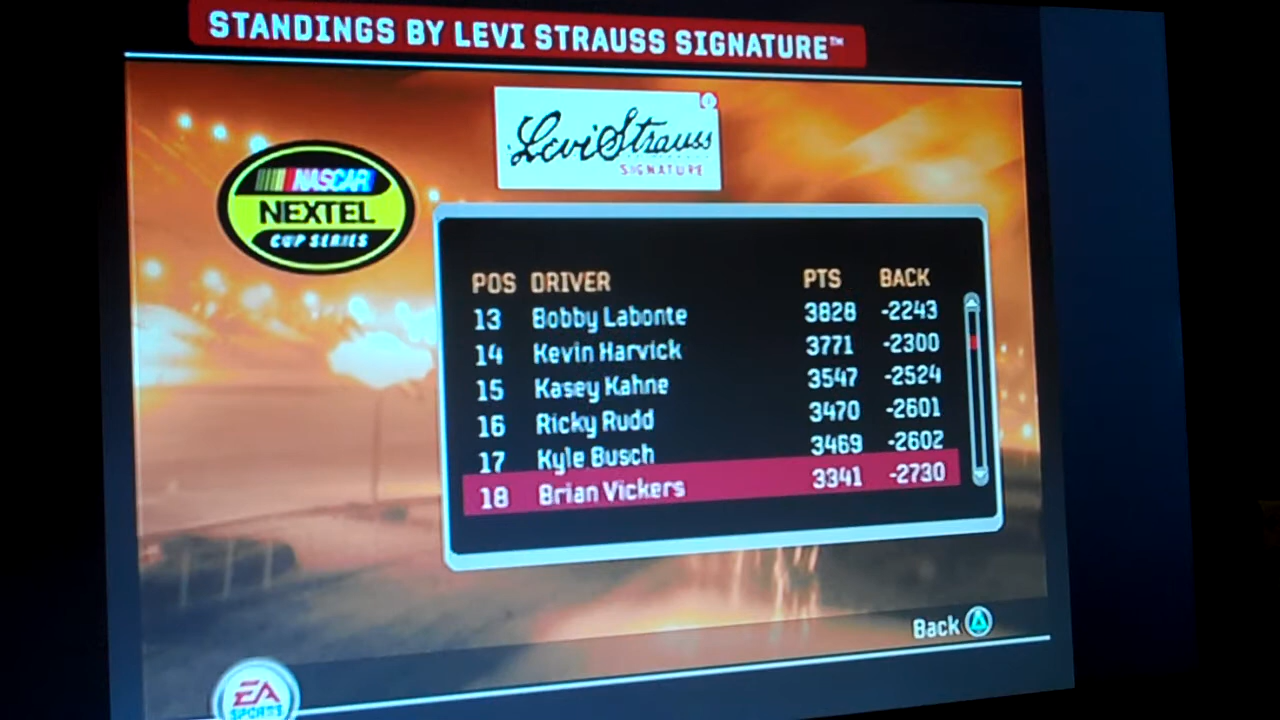 STANDINGS BY LEVI STRAUSS SIGNATURE™
Levi Strauss
SIGNATURE
NASCAR
NEXTEL
CUP SERIES
POS DRIVER PTS BACK
13 Bobby Labonte 3828 -2243
14 Kevin Harvick 3771 -2300
15 Kasey Kahne 3547 -2524
16 Ricky Rudd 3470 -2601
17 Kyle Busch 3469 -2602
18 Brian Vickers 3341 -2730
Back
EA
SPORTS